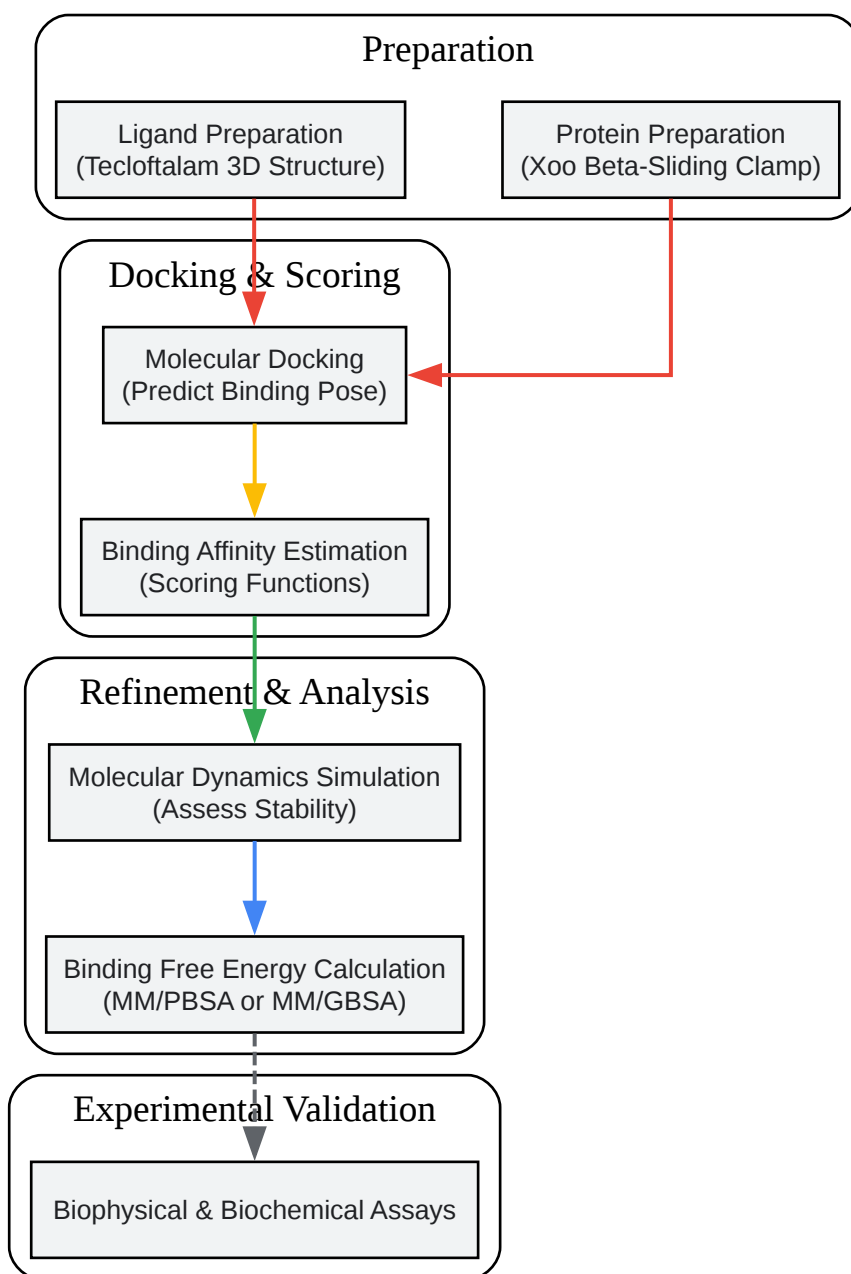 Preparation
Ligand Preparation
(Tecloftalam 3D Structure)
Protein Preparation
(Xoo Beta-Sliding Clamp)
Docking & Scoring
Molecular Docking
(Predict Binding Pose)
Binding Affinity Estimation
(Scoring Functions)
Refinement & Analysis
Molecular Dynamics Simulation
(Assess Stability)
Binding Free Energy Calculation
(MM/PBSA or MM/GBSA)
Experimental Validation
Biophysical & Biochemical Assays